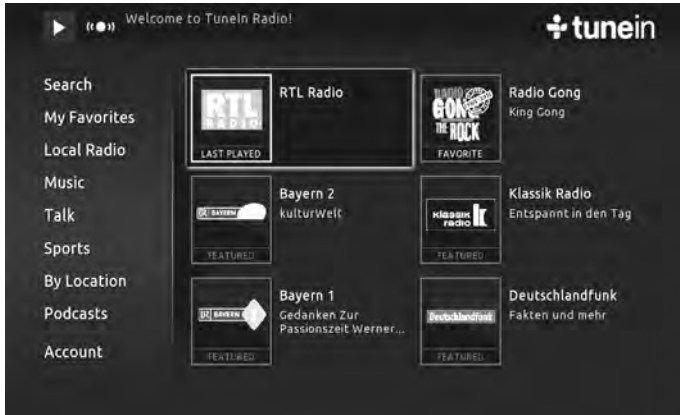 Welcome to TuneIn Radio!
tunein
Search
My Favorites
Local Radio
Music
Talk
Sports
By Location
Podcasts
Account
RTL
RADIO
LAST PLAYED
RTL Radio
RADIO
GONG
THE ROCK
FAVORITE
Radio Gong
King Gong
BR BAYERN
FEATURED
Bayern 2
kulturWelt
Klassik
radio
FEATURED
Klassik Radio
Entspannt in den Tag
BR BAYERN
FEATURED
Bayern 1
Gedanken Zur
Passionszeit Werner...
Deutschlandfunk
FEATURED
Deutschlandfunk
Fakten und mehr